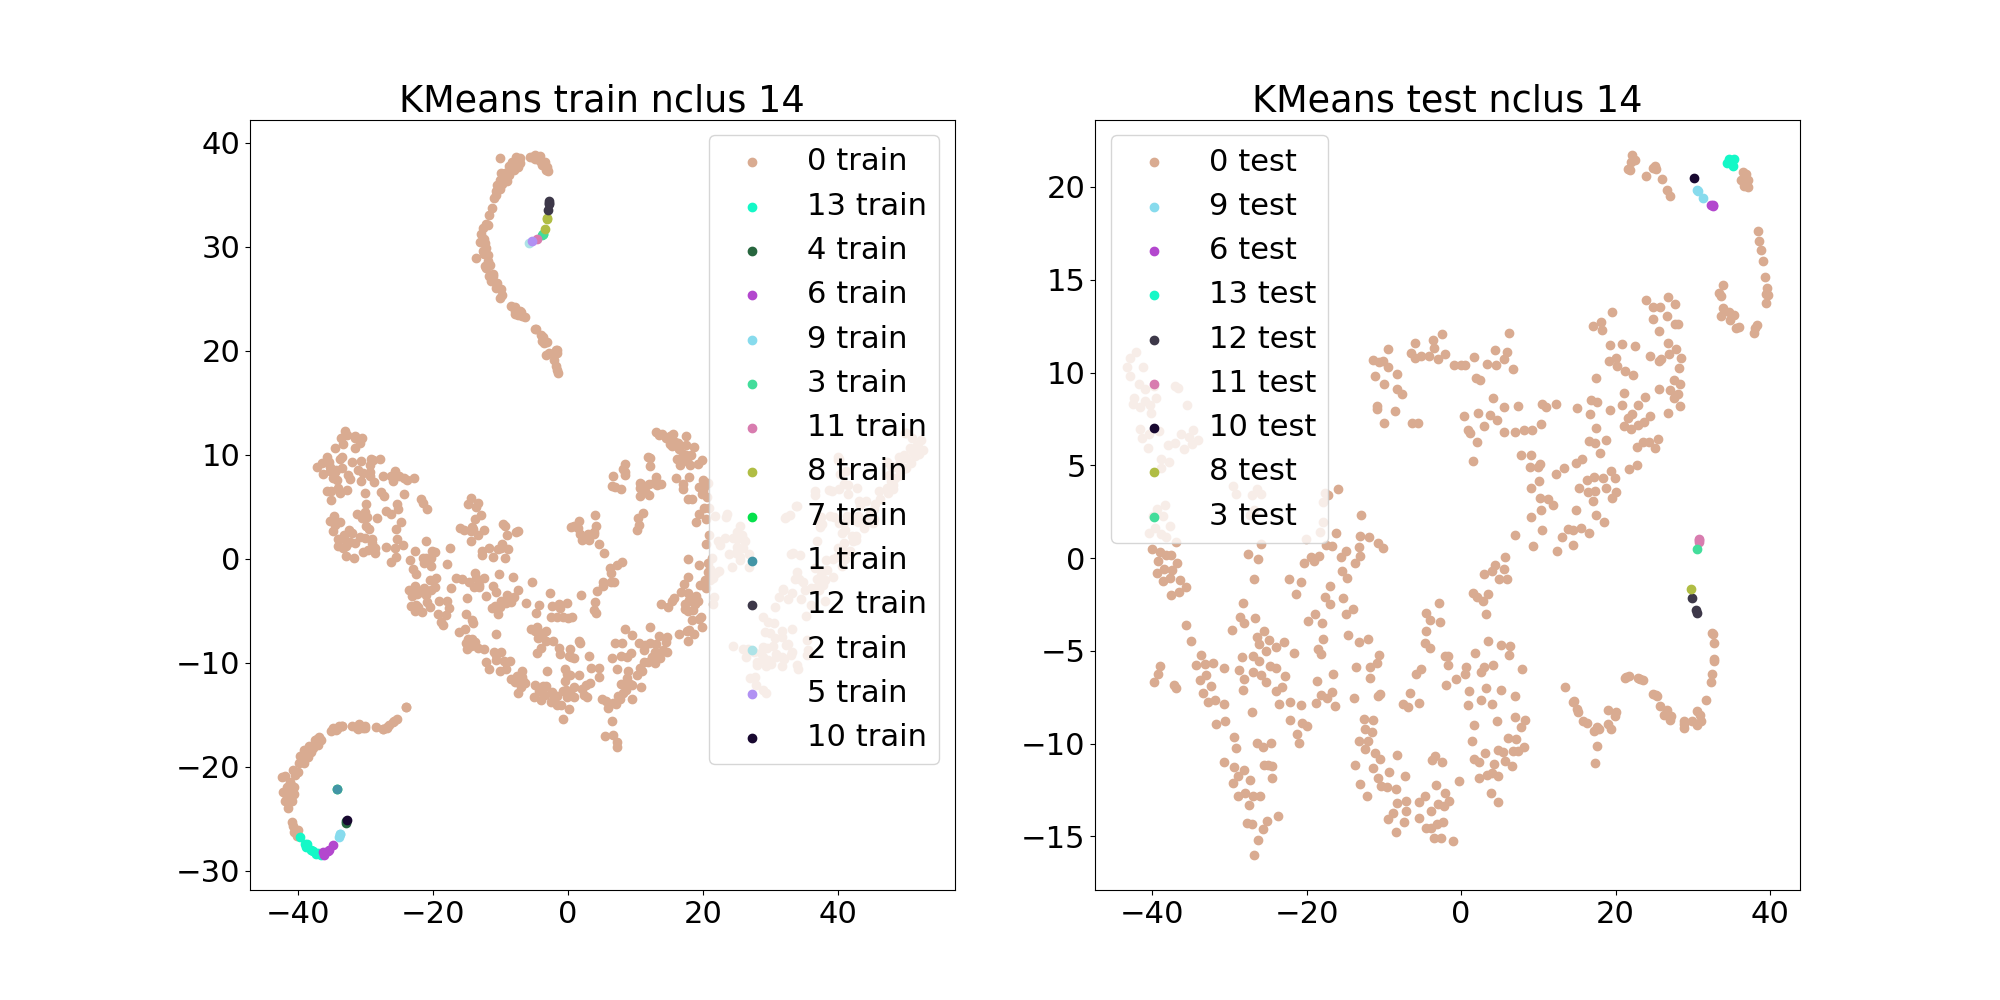 KMeans train nclus 14
40
30
20
10
0
−10
−20
−30
−40
−20
0
20
40
0 train
13 train
4 train
6 train
9 train
3 train
11 train
8 train
7 train
1 train
12 train
2 train
5 train
10 train
KMeans test nclus 14
20
15
10
5
0
−5
−10
−15
−40
−20
0
20
40
0 test
9 test
6 test
13 test
12 test
11 test
10 test
8 test
3 test